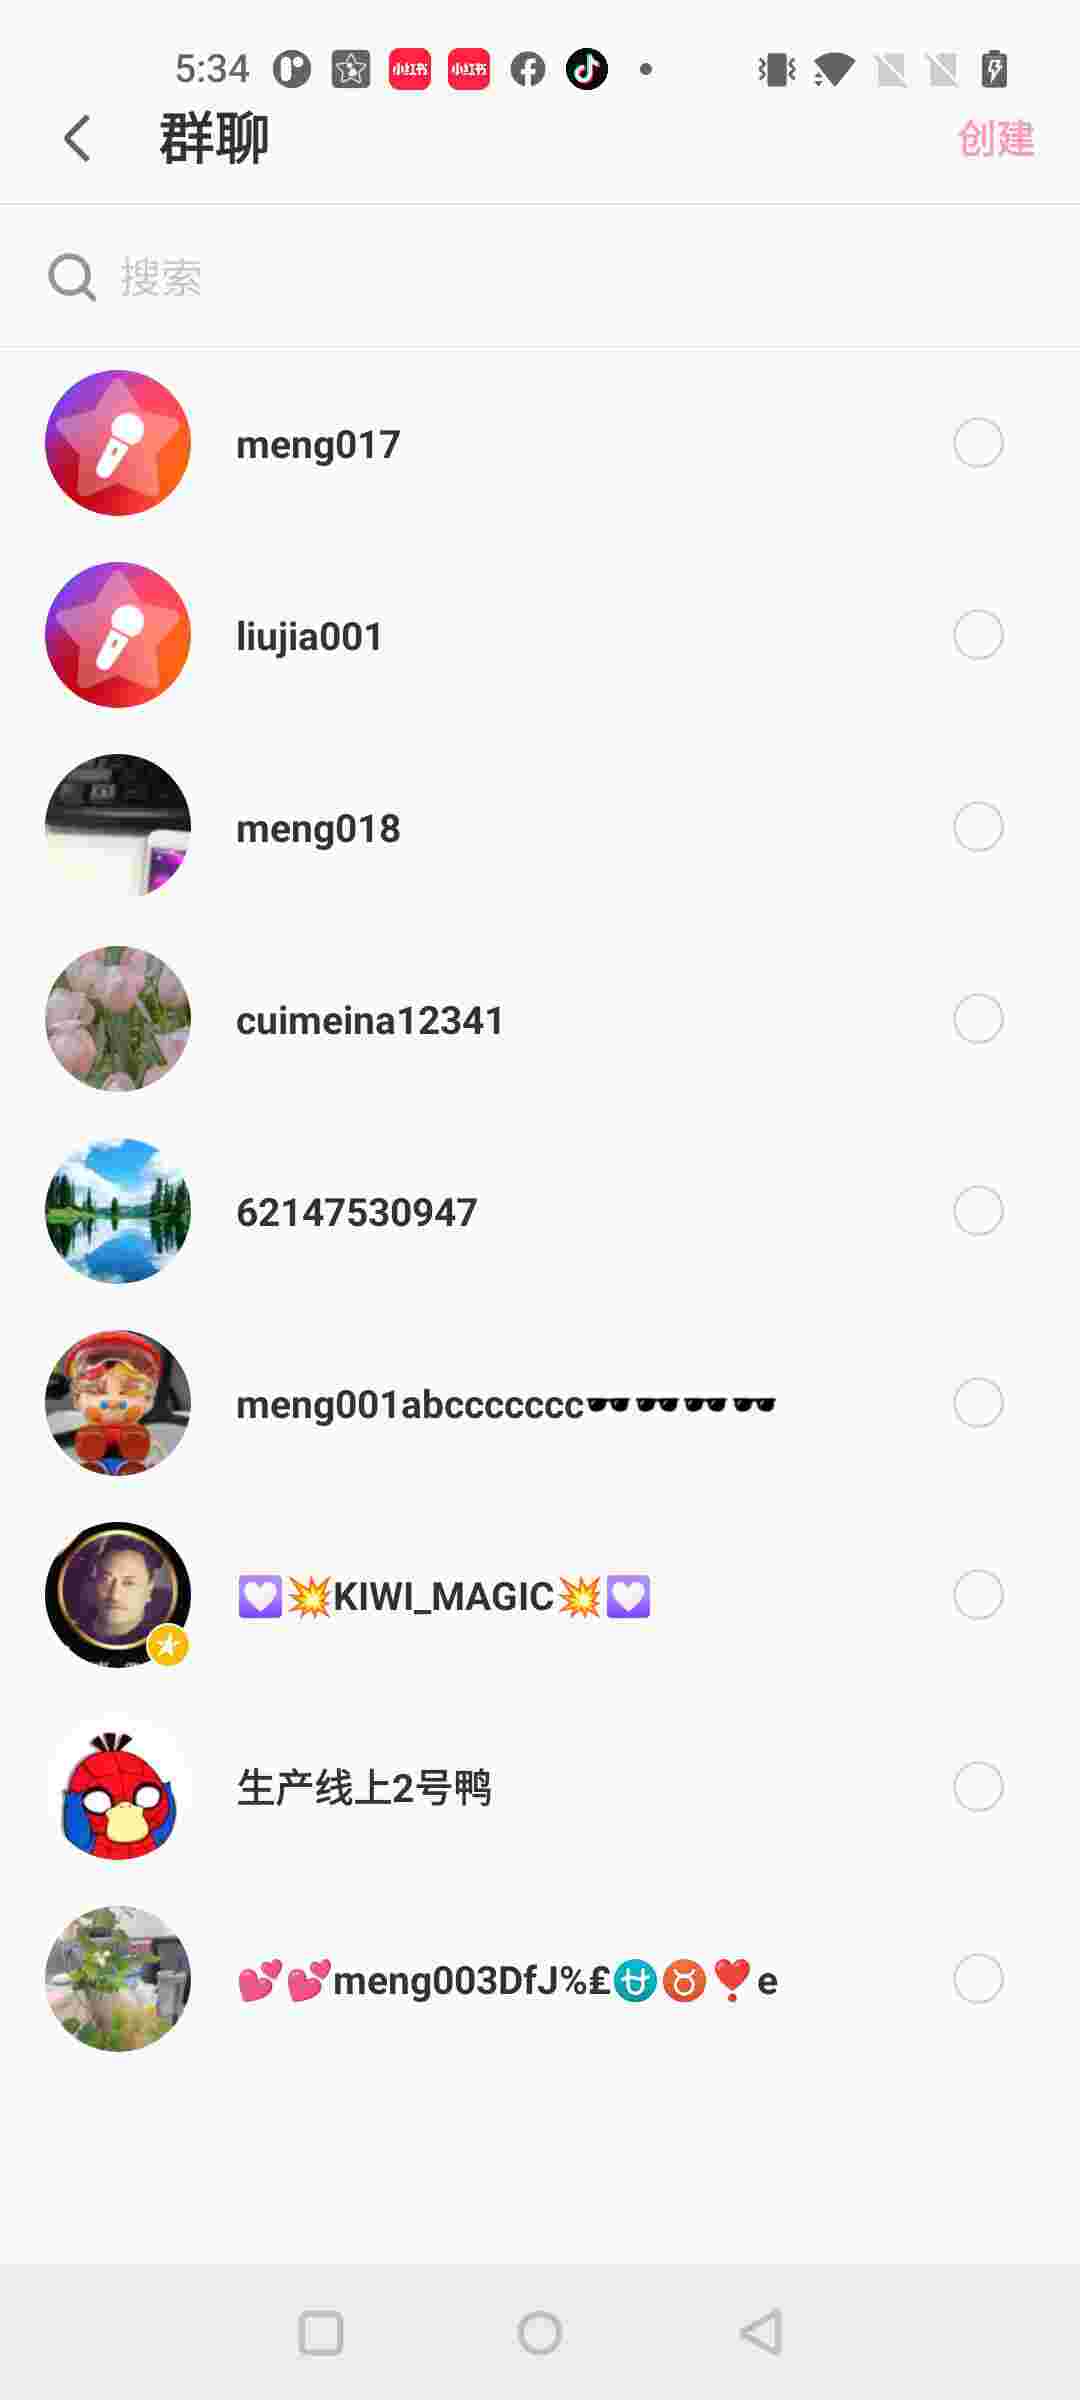 5:34 小红书 小红书
群聊 创建
搜索
meng017
liujia001
meng018
cuimeina12341
62147530947
meng001abccccccc🕶️🕶️🕶️🕶️
💟💥KIWI_MAGIC💥💟
生产线上2号鸭
💕💕meng003DfJ%£⛎♉❣️e